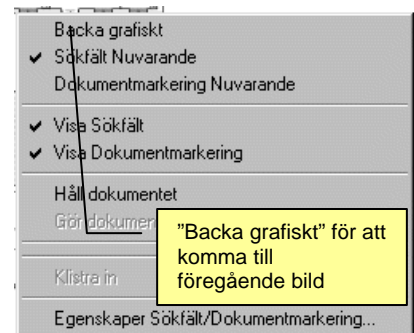 Backa grafiskt
Sökfält Nuvarande
Dokumentmarkering Nuvarande
Visa Sökfält
Visa Dokumentmarkering
Håll dokumentet
Gör dokumen
"Backa grafiskt" för att
komma till
föregående bild
Klistra in
Egenskaper Sökfält/Dokumentmarkering...